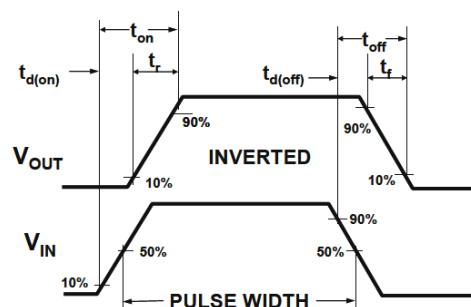 ton
toff
td(on)
tr
td(off)
tf
90%
90%
VOUT
INVERTED
10%
10%
90%
VIN
50%
50%
10%
PULSE WIDTH